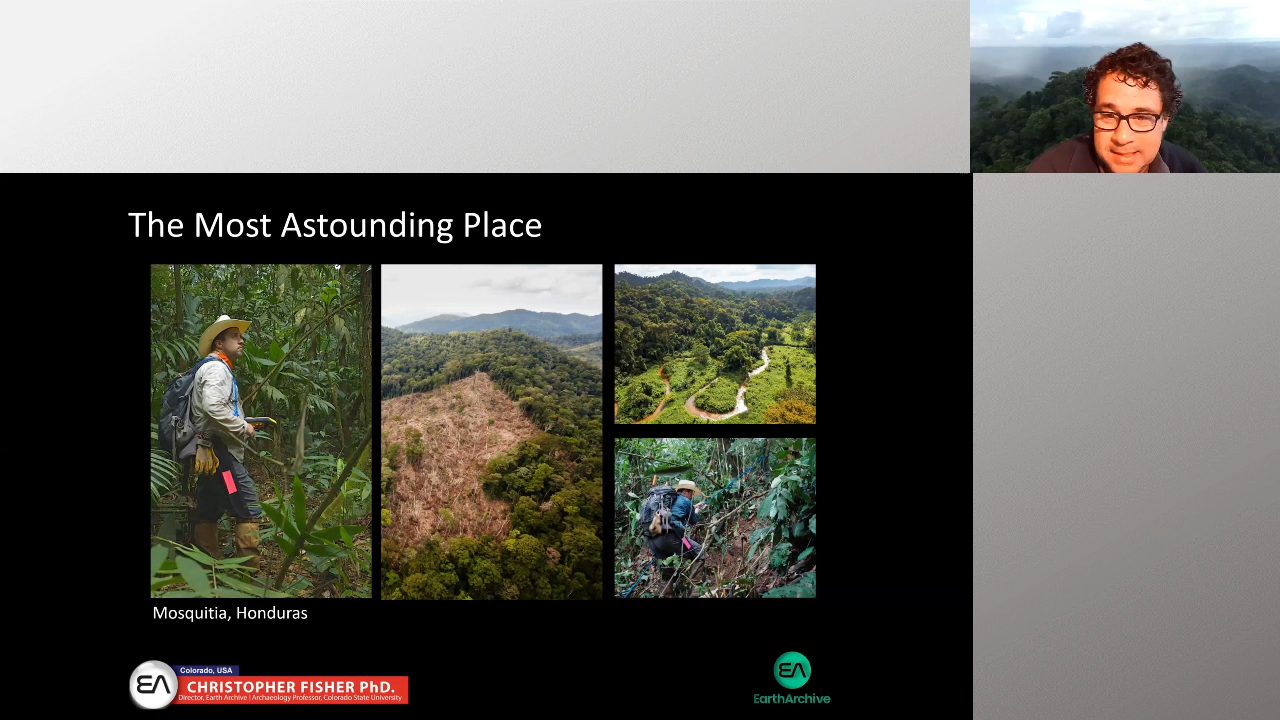 The Most Astounding Place
Mosquitia, Honduras
Colorado, USA
EA
CHRISTOPHER FISHER PhD.
Director, Earth Archive | Archaeology Professor, Colorado State University
EA
EarthArchive